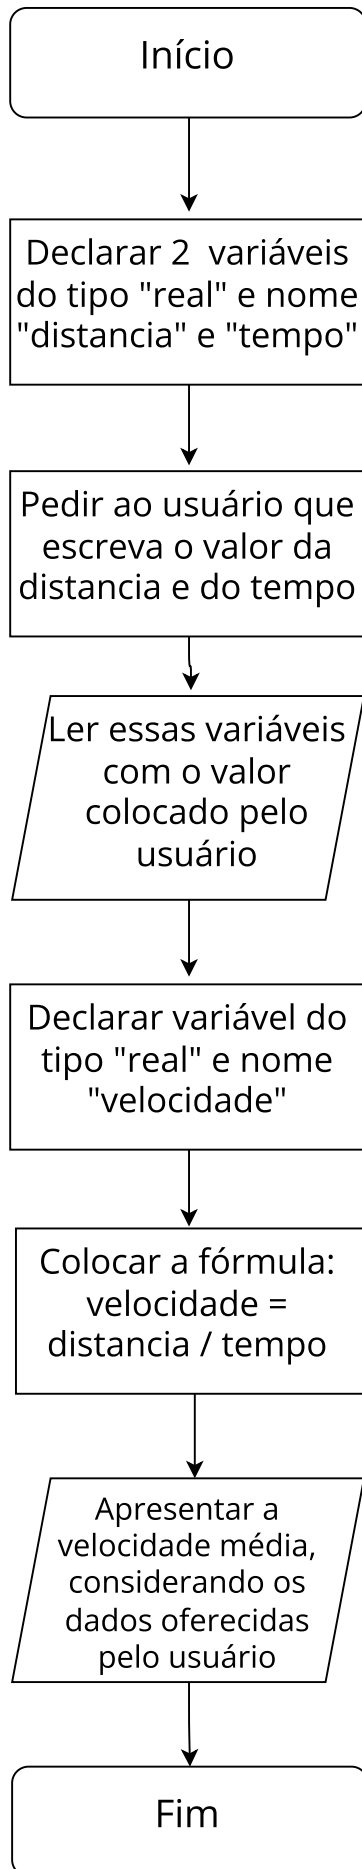 Início
Declarar 2  variáveis
do tipo "real" e nome
"distancia" e "tempo"
Pedir ao usuário que
escreva o valor da
distancia e do tempo
Ler essas variáveis
com o valor
colocado pelo
usuário
Declarar variável do
tipo "real" e nome
"velocidade"
Colocar a fórmula:
velocidade =
distancia / tempo
Apresentar a
velocidade média,
considerando os
dados oferecidas
pelo usuário
Fim